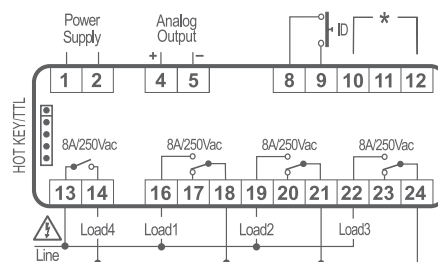 Power Supply
Analog Output
+ −
ID
*
1 2 4 5 8 9 10 11 12
HOT KEY/TTL
8A/250Vac 8A/250Vac 8A/250Vac 8A/250Vac
13 14 16 17 18 19 20 21 22 23 24
Load4 Load1 Load2 Load3
Line